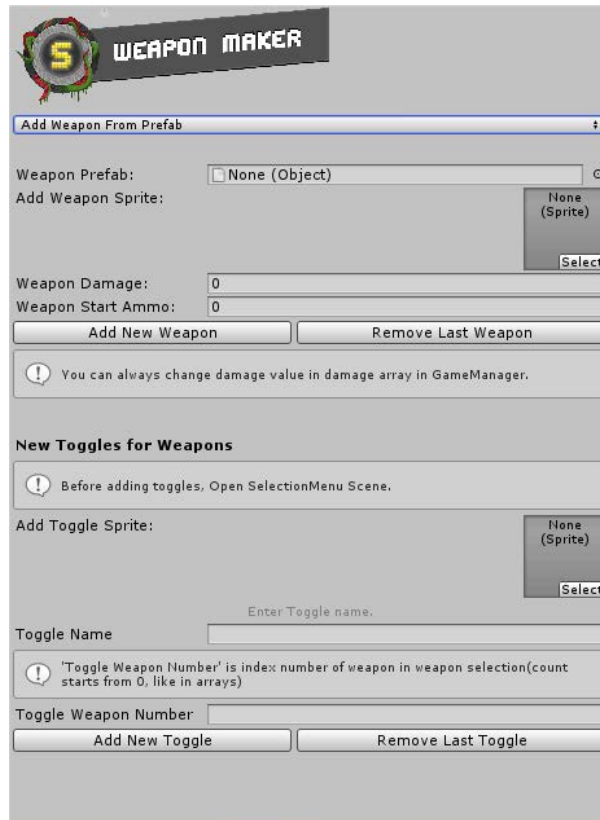 S WEAPON MAKER
Add Weapon From Prefab
Weapon Prefab: None (Object)
Add Weapon Sprite: None
(Sprite)
Select
Weapon Damage: 0
Weapon Start Ammo: 0
Add New Weapon Remove Last Weapon
You can always change damage value in damage array in GameManager.
New Toggles for Weapons
Before adding toggles, Open SelectionMenu Scene.
Add Toggle Sprite: None
(Sprite)
Select
Enter Toggle name.
Toggle Name
'Toggle Weapon Number' is index number of weapon in weapon selection(count
starts from 0, like in arrays)
Toggle Weapon Number
Add New Toggle Remove Last Toggle